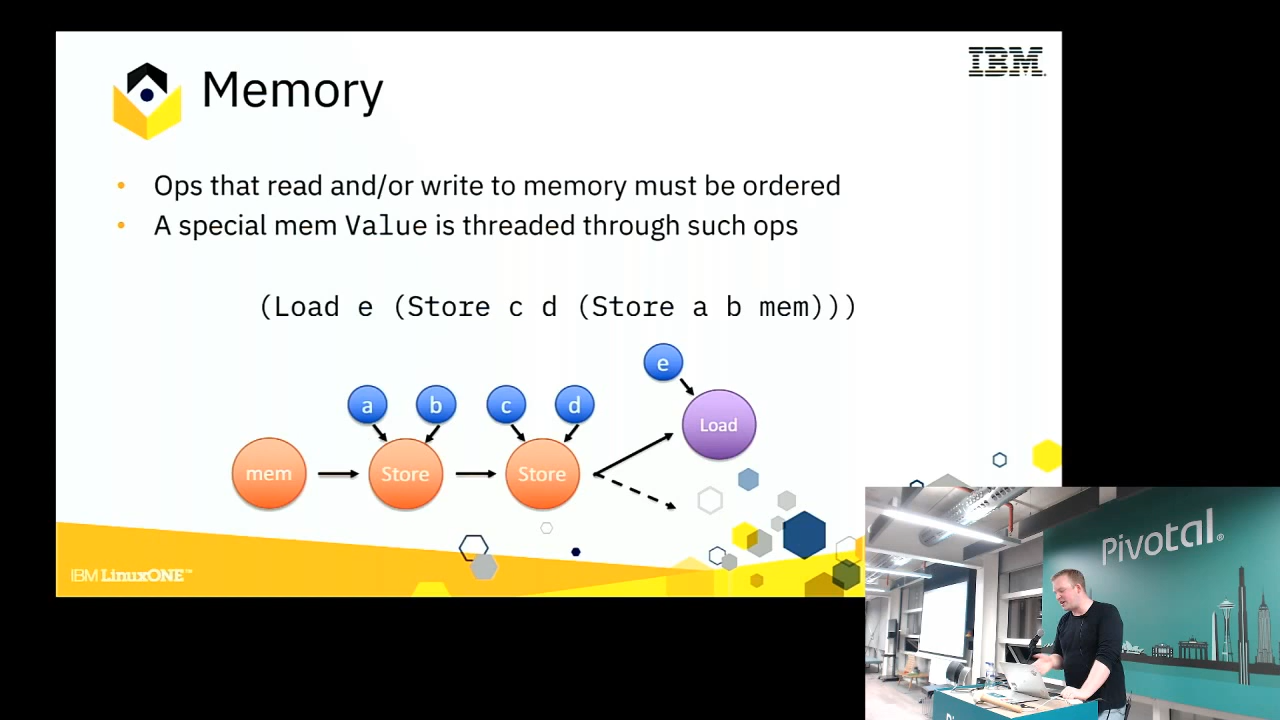 IBM
Memory
• Ops that read and/or write to memory must be ordered
• A special mem Value is threaded through such ops
(Load e (Store c d (Store a b mem)))
e
a b c d
Load
mem Store Store
IBM LinuxONE™
Pivotal